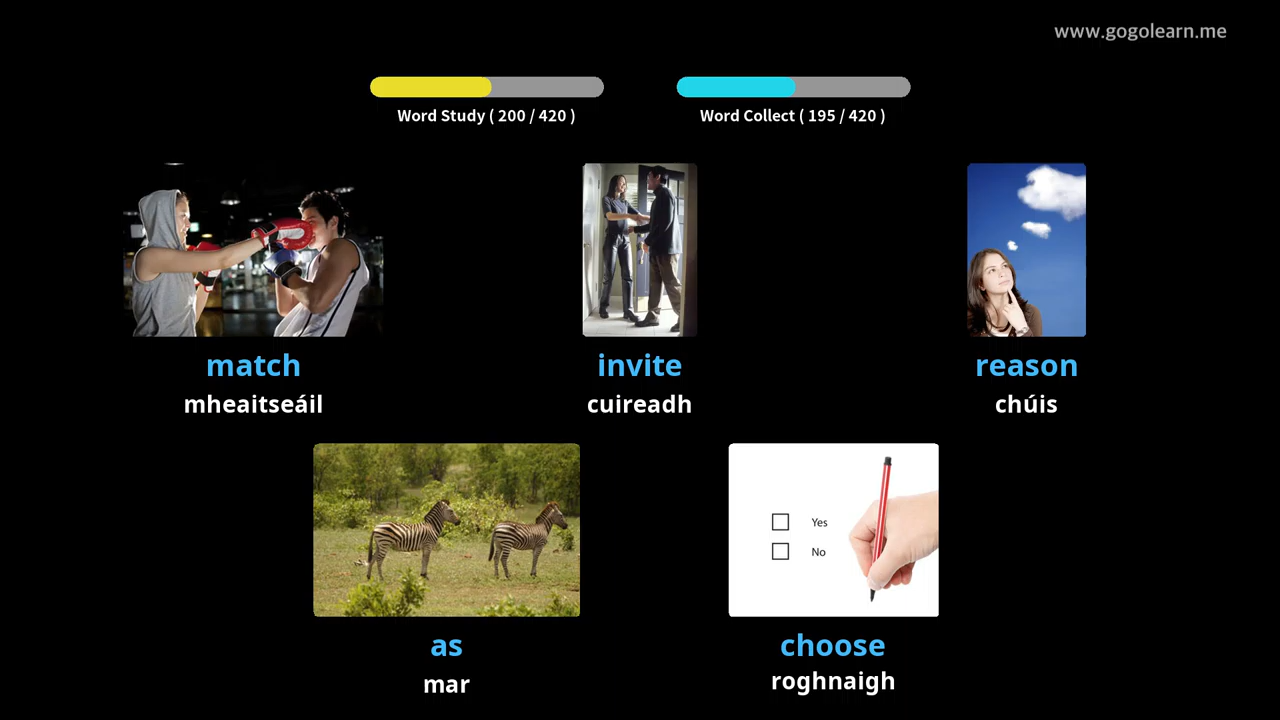 www.gogolearn.me
Word Study ( 200 / 420 )
Word Collect ( 195 / 420 )
match
mheaitseáil
invite
cuireadh
reason
chúis
Yes
No
as
mar
choose
roghnaigh